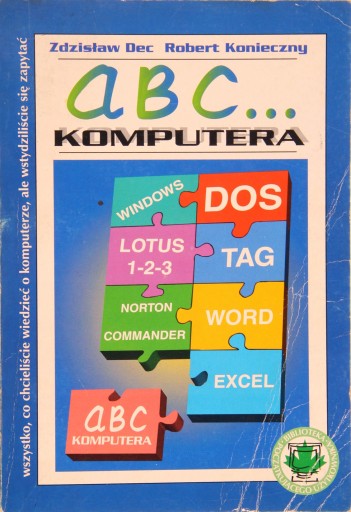 Zdzisław Dec Robert Konieczny
ABC...
KOMPUTERA
wszystko, co chcieliście wiedzieć o komputerze, ale wstydziliście się zapytać
WINDOWS
DOS
LOTUS
1-2-3
TAG
NORTON
COMMANDER
WORD
EXCEL
ABC
KOMPUTERA
BIBLIOTEKA